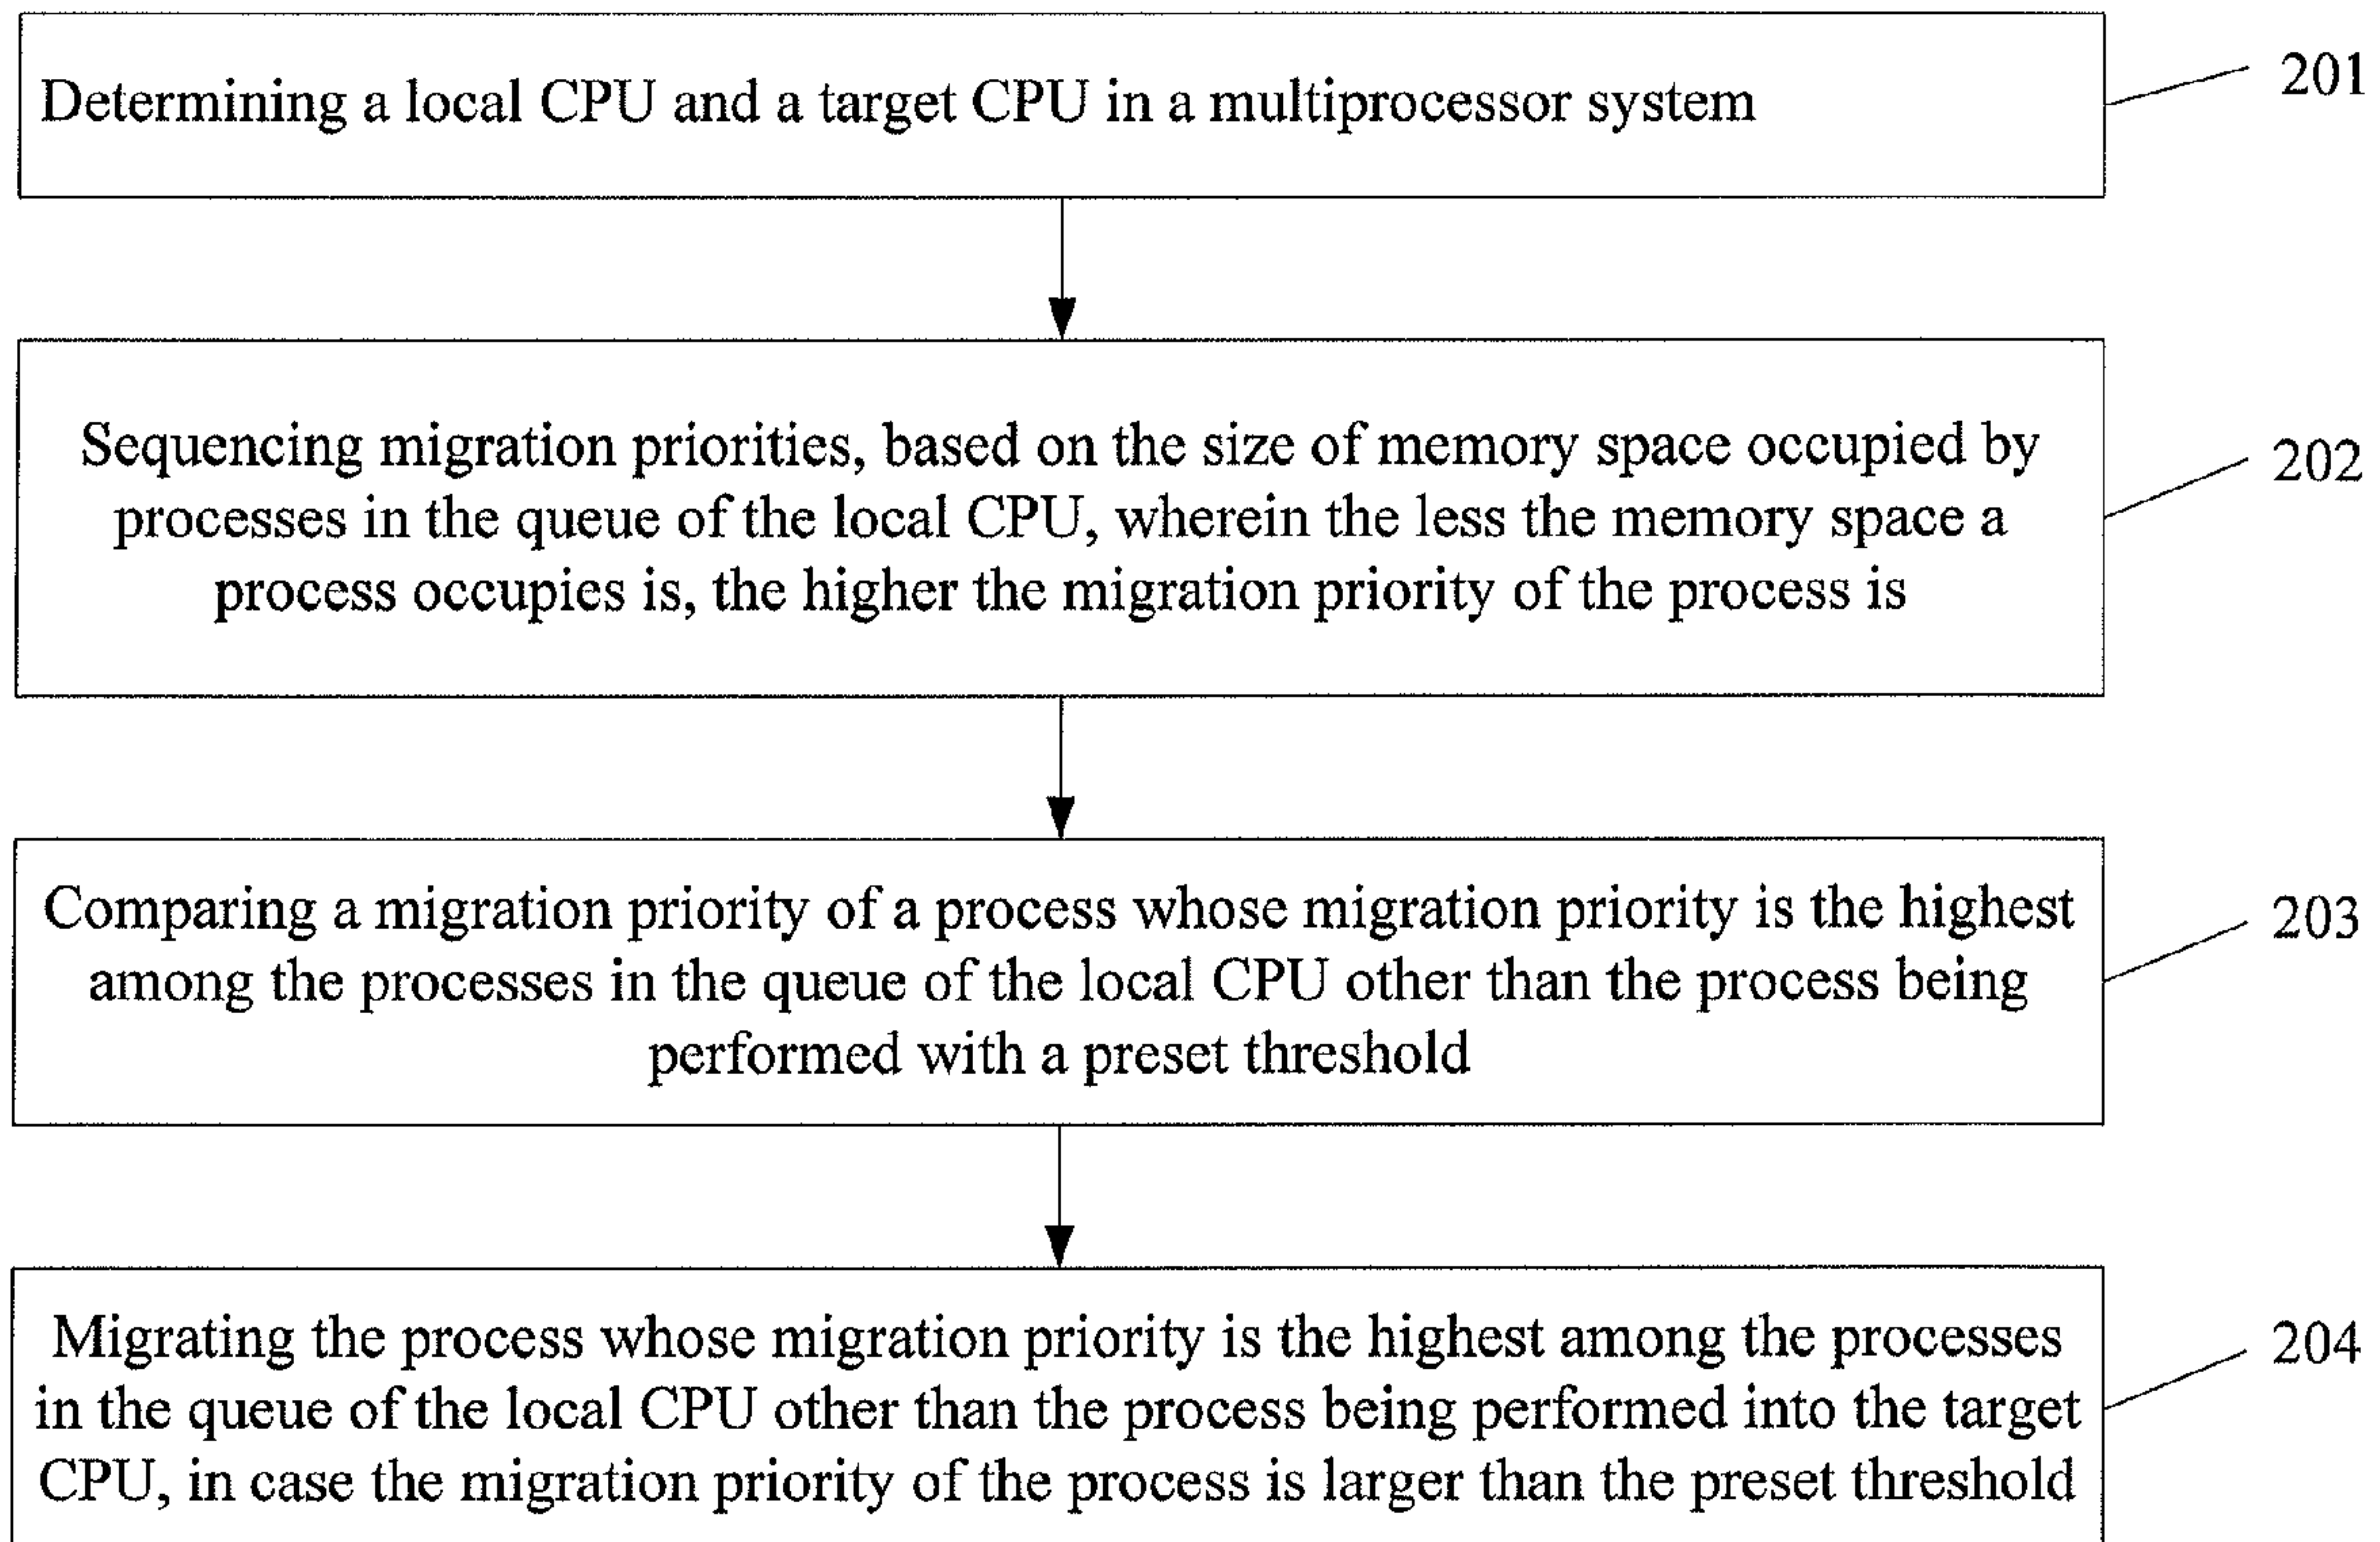 Determining a local CPU and a target CPU in a multiprocessor system
201
Sequencing migration priorities, based on the size of memory space occupied by
processes in the queue of the local CPU, wherein the less the memory space a
process occupies is, the higher the migration priority of the process is
202
Comparing a migration priority of a process whose migration priority is the highest
among the processes in the queue of the local CPU other than the process being
performed with a preset threshold
203
Migrating the process whose migration priority is the highest among the processes
in the queue of the local CPU other than the process being performed into the target
CPU, in case the migration priority of the process is larger than the preset threshold
204